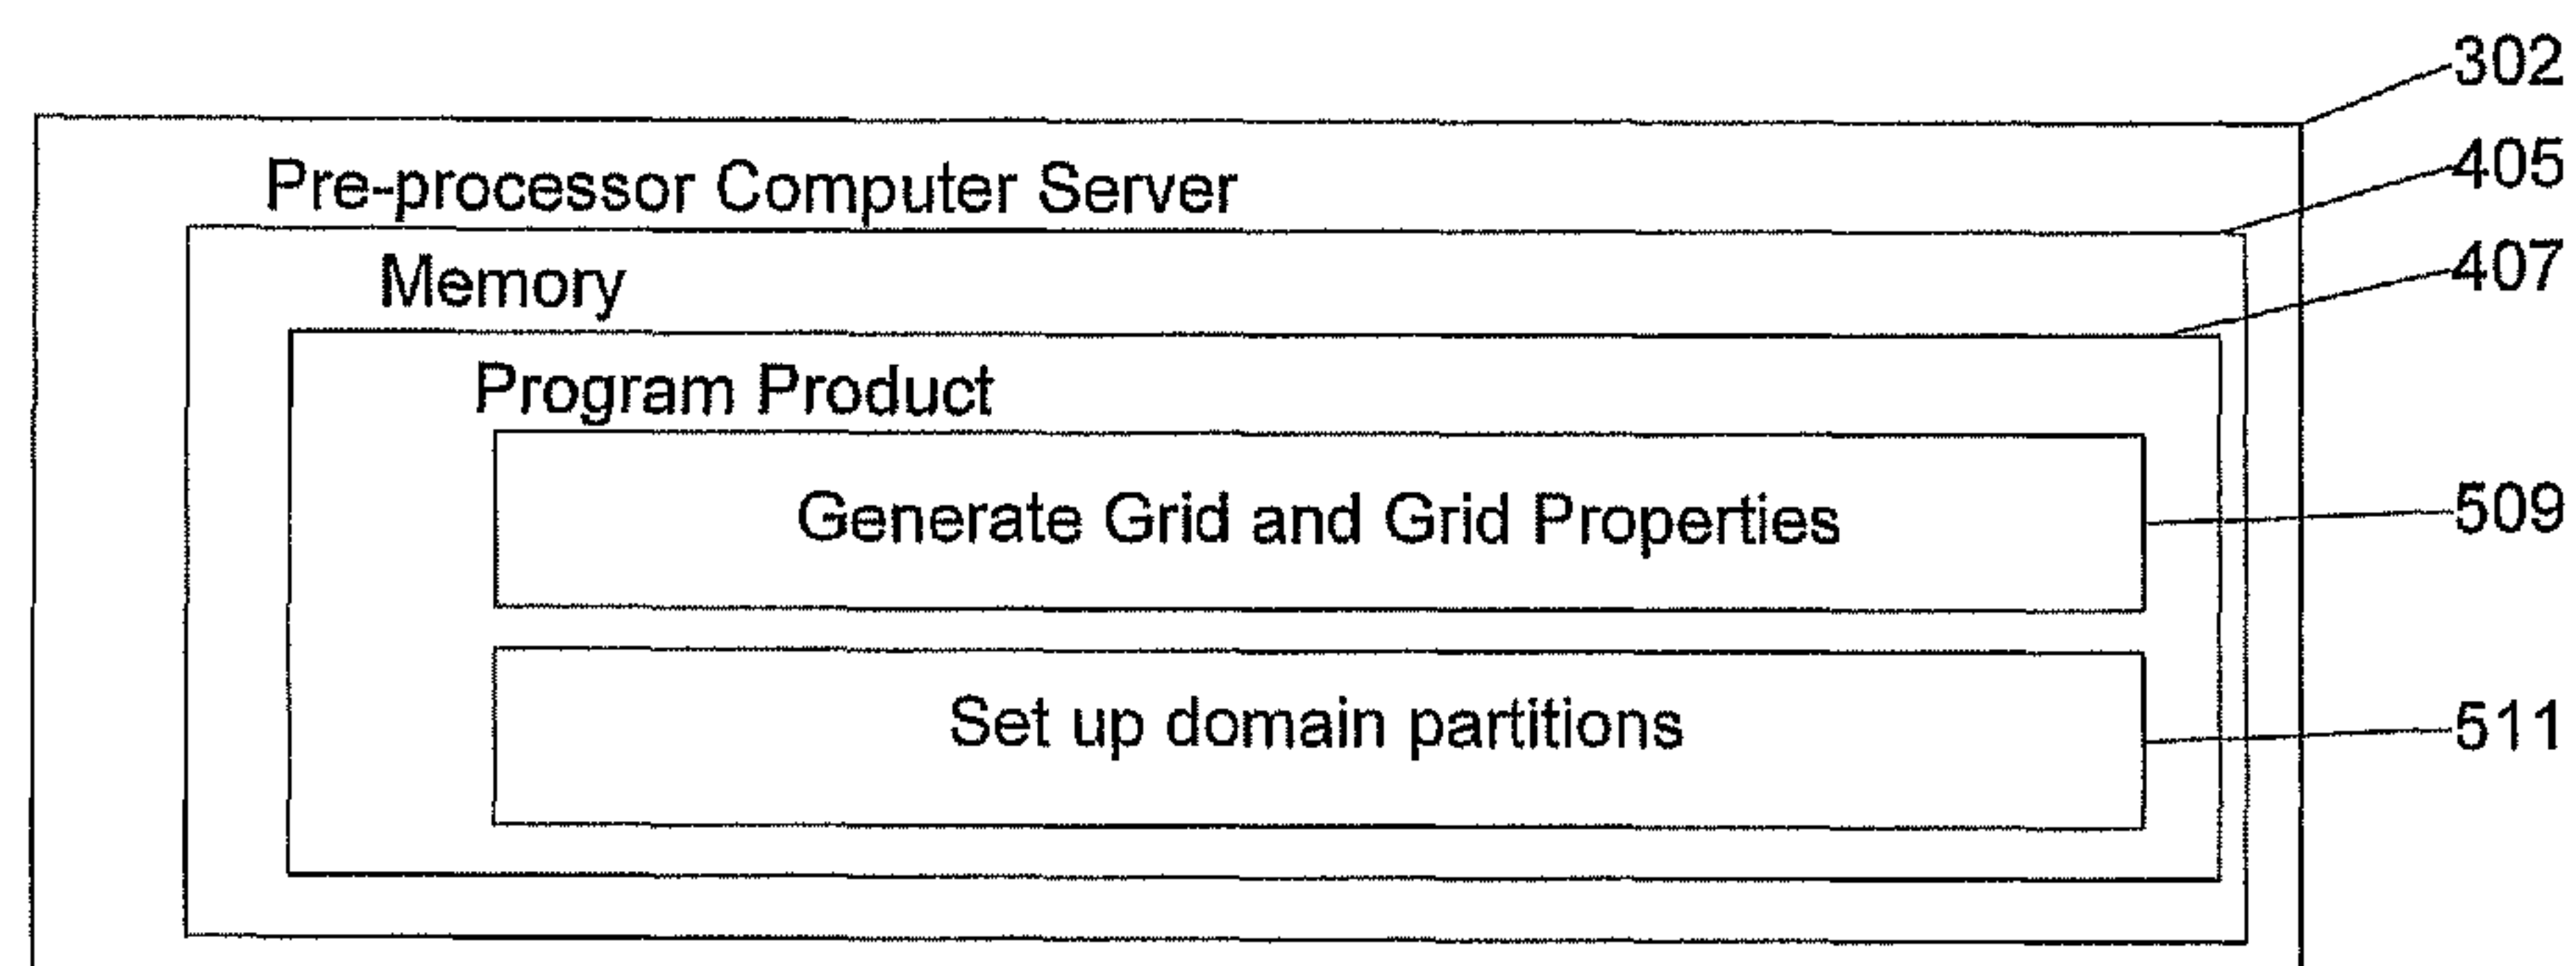 302
Pre-processor Computer Server
405
Memory
407
Program Product
Generate Grid and Grid Properties
509
Set up domain partitions
511